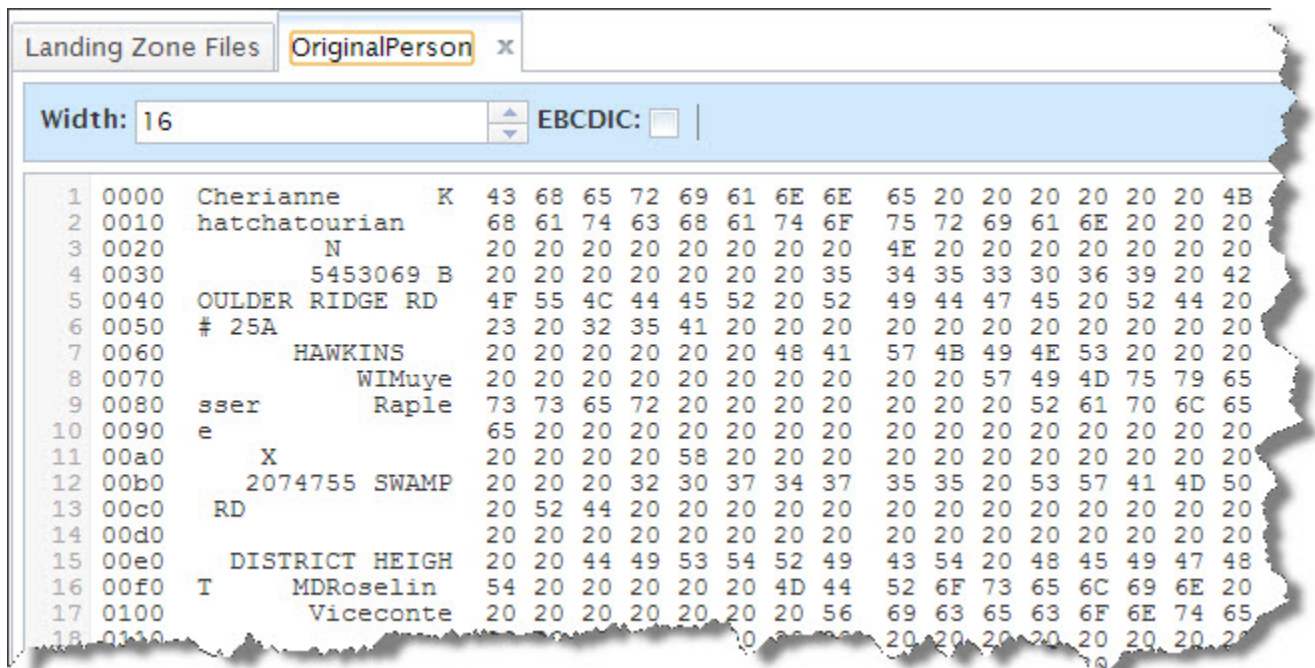 Landing Zone Files OriginalPerson x
Width: 16 EBCDIC:
1 0000 Cherianne K 43 68 65 72 69 61 6E 6E 65 20 20 20 20 20 20 4B
2 0010 hatchatourian 68 61 74 63 68 61 74 6F 75 72 69 61 6E 20 20 20
3 0020 N 20 20 20 20 20 20 20 20 4E 20 20 20 20 20 20 20
4 0030 5453069 B 20 20 20 20 20 20 20 35 34 35 33 30 36 39 20 42
5 0040 OULDER RIDGE RD 4F 55 4C 44 45 52 20 52 49 44 47 45 20 52 44 20
6 0050 # 25A 23 20 32 35 41 20 20 20 20 20 20 20 20 20 20 20
7 0060 HAWKINS 20 20 20 20 20 20 48 41 57 4B 49 4E 53 20 20 20
8 0070 WIMuye 20 20 20 20 20 20 20 20 20 20 57 49 4D 75 79 65
9 0080 sser Raple 73 73 65 72 20 20 20 20 20 20 20 52 61 70 6C 65
10 0090 e 65 20 20 20 20 20 20 20 20 20 20 20 20 20 20 20
11 00a0 X 20 20 20 20 58 20 20 20 20 20 20 20 20 20 20 20
12 00b0 2074755 SWAMP 20 20 20 32 30 37 34 37 35 35 20 53 57 41 4D 50
13 00c0 RD 20 52 44 20 20 20 20 20 20 20 20 20 20 20 20 20
14 00d0 20 20 20 20 20 20 20 20 20 20 20 20 20 20 20 20
15 00e0 DISTRICT HEIGH 20 20 44 49 53 54 52 49 43 54 20 48 45 49 47 48
16 00f0 T MDRoselin 54 20 20 20 20 20 4D 44 52 6F 73 65 6C 69 6E 20
17 0100 Viceconte 20 20 20 20 20 20 20 56 69 63 65 63 6F 6E 74 65
18 0110 20 20 20 20 20 20 20